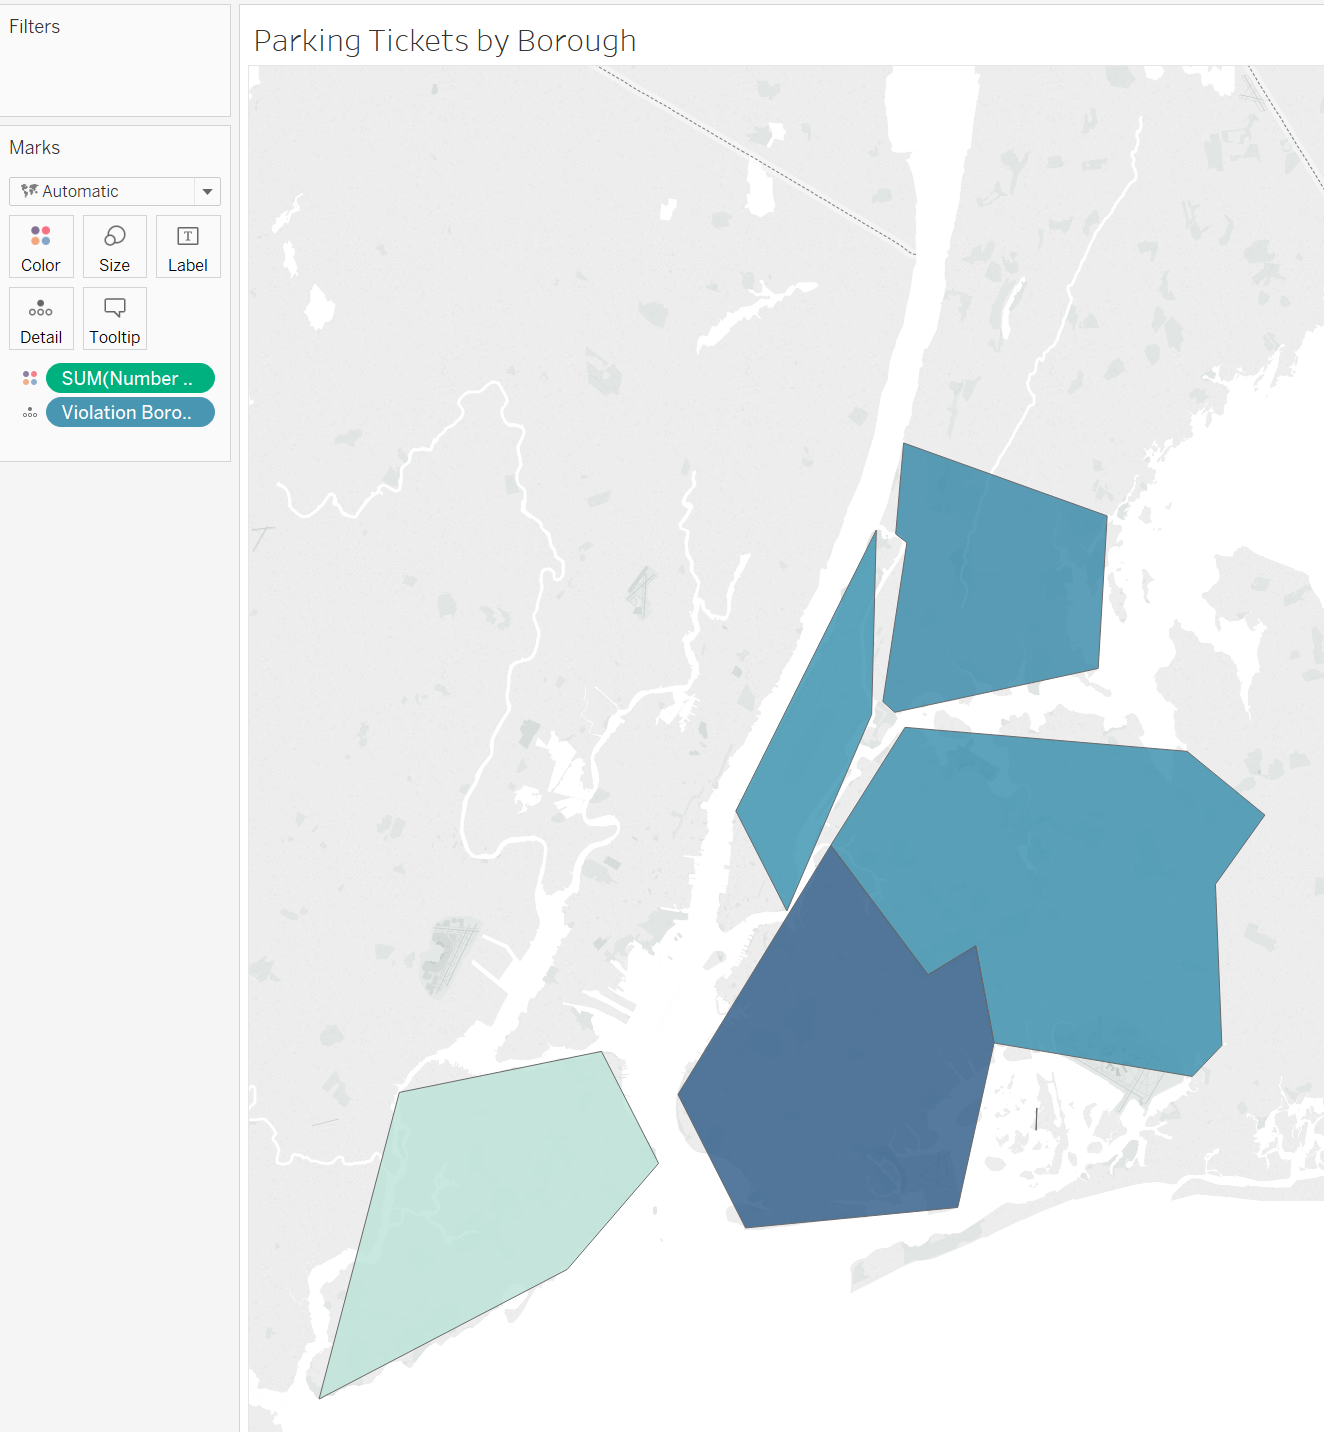 Filters
Parking Tickets by Borough
Marks
Automatic
Color
Size
Label
Detail
Tooltip
SUM(Number ..
Violation Boro..